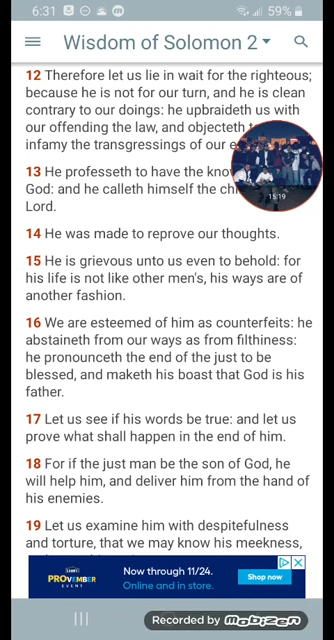 6:31 59%
Wisdom of Solomon 2
12 Therefore let us lie in wait for the righteous;
because he is not for our turn, and he is clean
contrary to our doings: he upbraideth us with
our offending the law, and objecteth
infamy the transgressings of our e
13 He professeth to have the kno
God: and he calleth himself the ch
Lord.
15:19
14 He was made to reprove our thoughts.
15 He is grievous unto us even to behold: for
his life is not like other men's, his ways are of
another fashion.
16 We are esteemed of him as counterfeits: he
abstaineth from our ways as from filthiness:
he pronounceth the end of the just to be
blessed, and maketh his boast that God is his
father.
17 Let us see if his words be true: and let us
prove what shall happen in the end of him.
18 For if the just man be the son of God, he
will help him, and deliver him from the hand of
his enemies.
19 Let us examine him with despitefulness
and torture, that we may know his meekness,
Lowe's
PROVEMBER
EVENT
Now through 11/24.
Online and in store.
Shop now
Recorded by mobizen